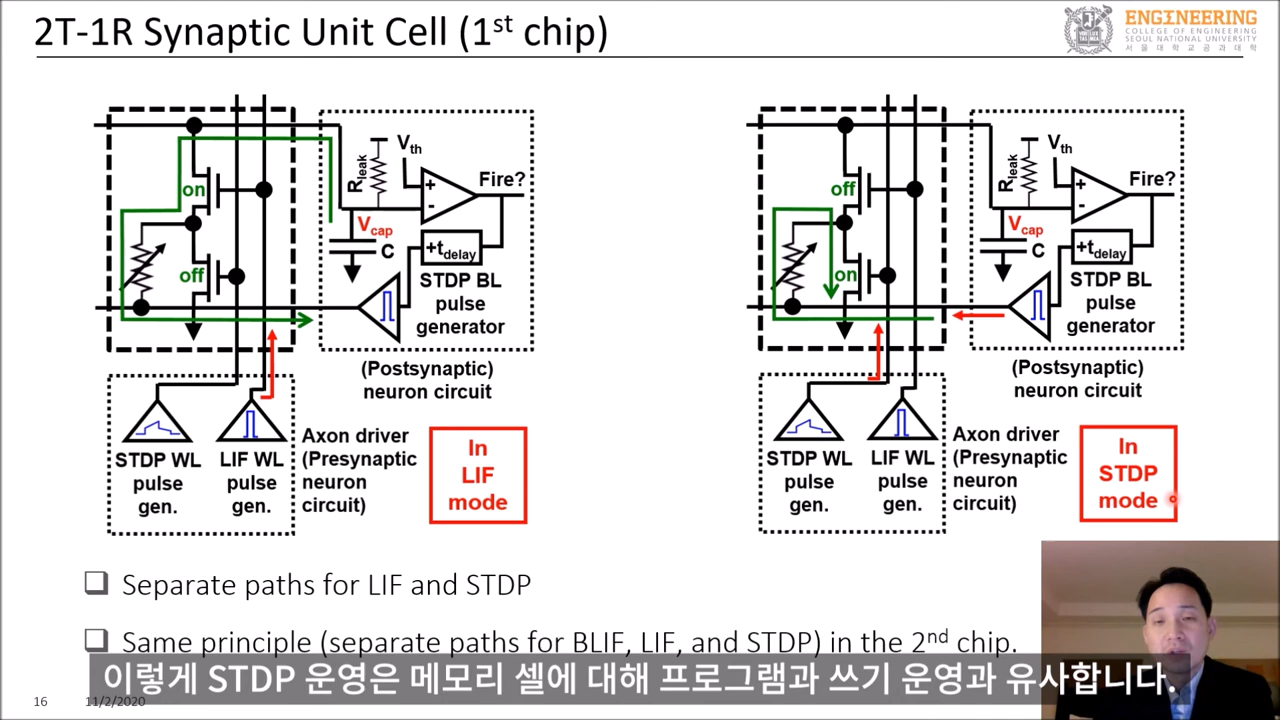 2T-1R Synaptic Unit Cell (1st chip)
ENGINEERING
COLLEGE OF ENGINEERING
SEOUL NATIONAL UNIVERSITY
서울대학교공과대학
on
off
Rleak
Vth
+
-
Fire?
Vcap
C
+tdelay
STDP BL
pulse
generator
(Postsynaptic)
neuron circuit
STDP WL
pulse
gen.
LIF WL
pulse
gen.
Axon driver
(Presynaptic
neuron
circuit)
In
LIF
mode
off
on
Rleak
Vth
+
-
Fire?
Vcap
C
+tdelay
STDP BL
pulse
generator
(Postsynaptic)
neuron circuit
STDP WL
pulse
gen.
LIF WL
pulse
gen.
Axon driver
(Presynaptic
neuron
circuit)
In
STDP
mode
Separate paths for LIF and STDP
Same principle (separate paths for BLIF, LIF, and STDP) in the 2nd chip.
이렇게 STDP 운영은 메모리 셀에 대해 프로그램과 쓰기 운영과 유사합니다.
16
11/2/2020